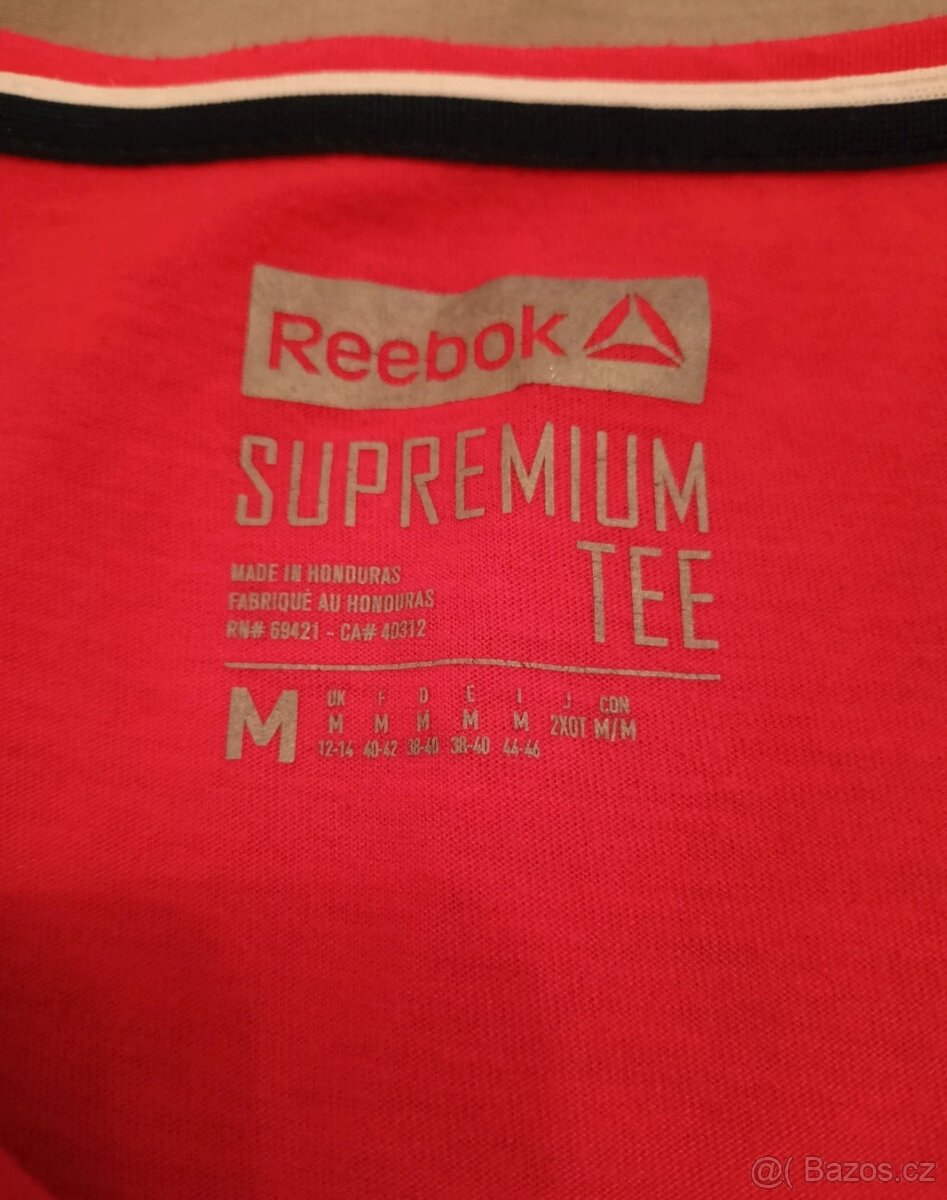 Reebok
SUPREMIUM
TEE
MADE IN HONDURAS
FABRIQUÉ AU HONDURAS
RN# 69421 - CA# 40312
M
UK F D E I J CON
M M M M M 2XOT M/M
12-14 40-42 38-40 38-40 44-46
@( Bazos.cz